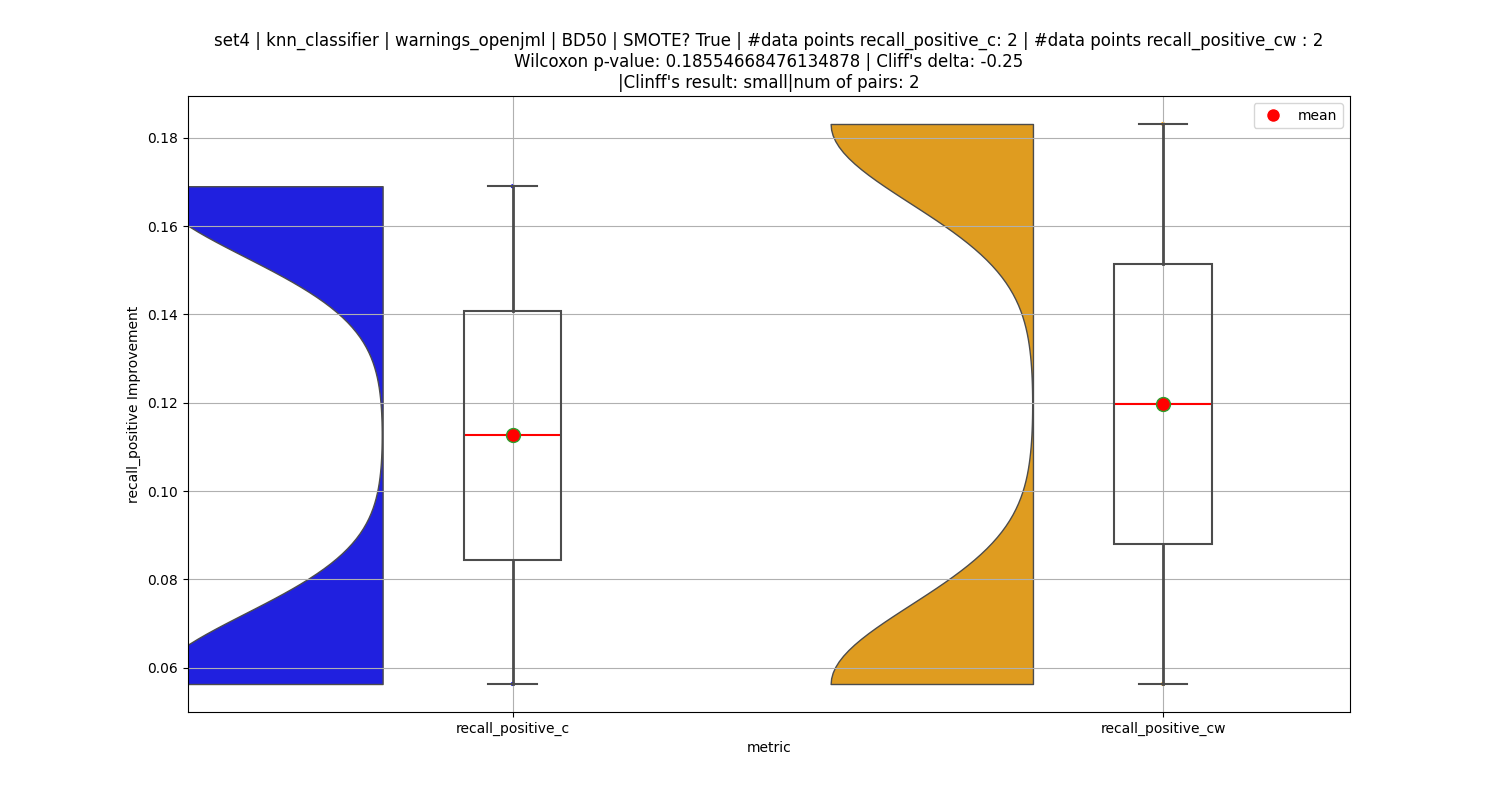 set4 | knn_classifier | warnings_openjml | BD50 | SMOTE? True | #data points recall_positive_c: 2 | #data points recall_positive_cw : 2
Wilcoxon p-value: 0.18554668476134878 | Cliff's delta: -0.25
|Clinff's result: small|num of pairs: 2
mean
0.18
0.16
0.14
0.12
0.10
0.08
0.06
recall_positive Improvement
recall_positive_c
recall_positive_cw
metric